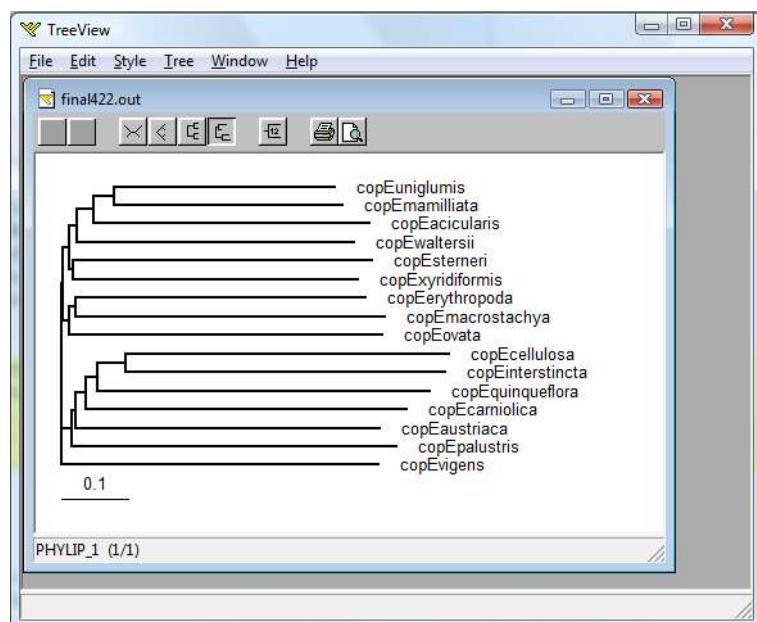 TreeView
File Edit Style Tree Window Help
final422.out
12
copEuniglumis
copEmamilliata
copEacicularis
copEwaltersii
copEsterneri
copExyridiformis
copEerythropoda
copEmacrostachya
copEovata
copEcellulosa
copEinterstincta
copEquinqueflora
copEcarniolica
copEaustriaca
copEpalustris
copEvigens
0.1
PHYLIP_1 (1/1)